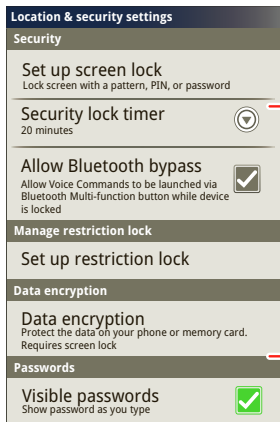 Location & security settings
Security
Set up screen lock
Lock screen with a pattern, PIN, or password
Security lock timer
20 minutes
Allow Bluetooth bypass
Allow Voice Commands to be launched via
Bluetooth Multi-function button while device
is locked
Manage restriction lock
Set up restriction lock
Data encryption
Data encryption
Protect the data on your phone or memory card.
Requires screen lock
Passwords
Visible passwords
Show password as you type